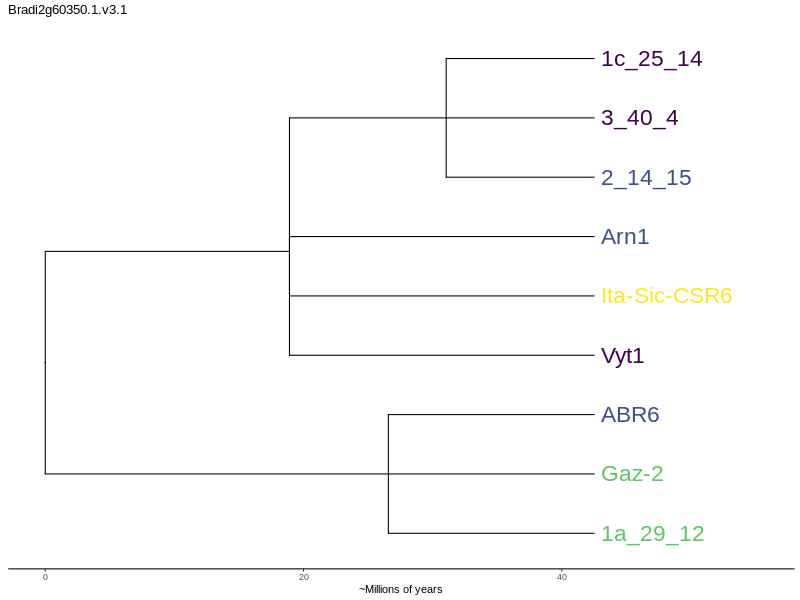 Bradi2g60350.1.v3.1
1c_25_14
3_40_4
2_14_15
Arn1
Ita-Sic-CSR6
Vyt1
ABR6
Gaz-2
1a_29_12
0 20 40
~Millions of years